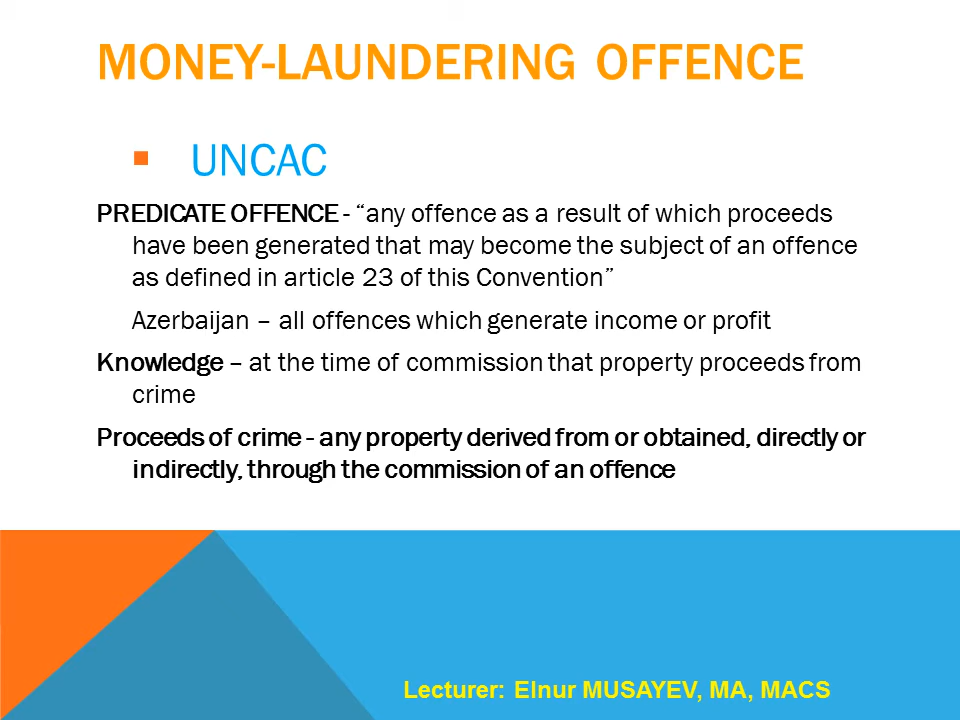 MONEY-LAUNDERING OFFENCE
▪ UNCAC
PREDICATE OFFENCE - “any offence as a result of which proceeds
have been generated that may become the subject of an offence
as defined in article 23 of this Convention”
Azerbaijan – all offences which generate income or profit
Knowledge – at the time of commission that property proceeds from
crime
Proceeds of crime - any property derived from or obtained, directly or
indirectly, through the commission of an offence
Lecturer: Elnur MUSAYEV, MA, MACS